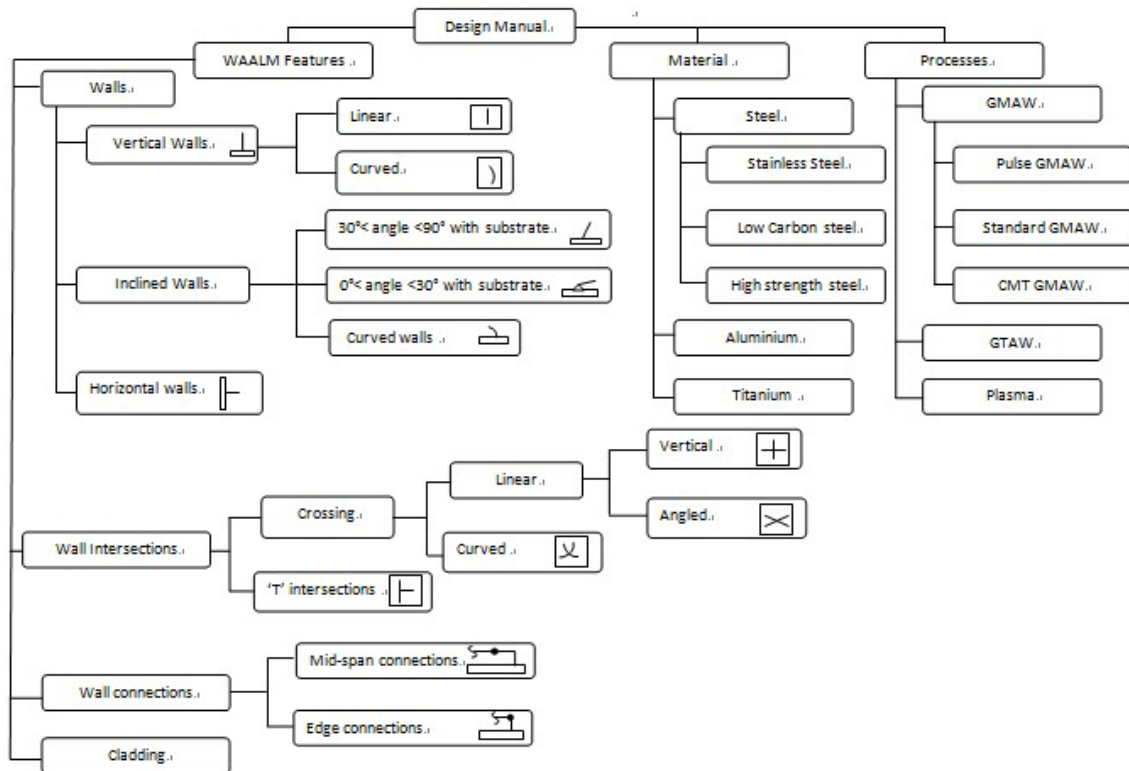 Design Manual.
WAALM Features .
Material .
Processes.
Walls.
Vertical Walls.
Linear.
Curved.
Inclined Walls.
30°< angle <90° with substrate.
0°< angle <30° with substrate.
Curved walls .
Horizontal walls.
Steel.
Stainless Steel.
Low Carbon steel.
High strength steel.
Aluminium.
Titanium .
GMAW.
Pulse GMAW.
Standard GMAW.
CMT GMAW.
GTAW.
Plasma.
Wall Intersections.
Crossing.
Linear.
Vertical .
Angled.
Curved .
‘T’ intersections .
Wall connections.
Mid-span connections.
Edge connections.
Cladding.